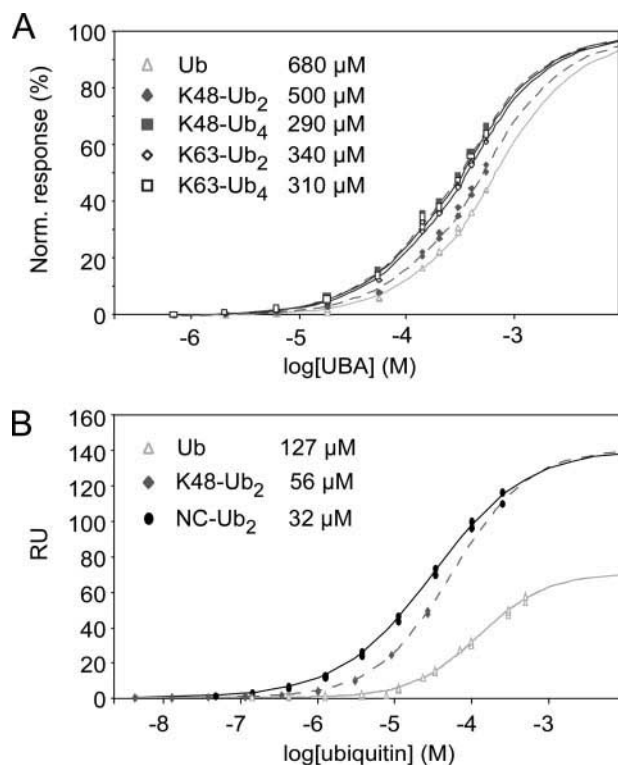 A
Norm. response (%)
100
80
60
40
20
0
Ub 680 µM
K48-Ub2 500 µM
K48-Ub4 290 µM
K63-Ub2 340 µM
K63-Ub4 310 µM
-6 -5 -4 -3
log[UBA] (M)
B
RU
160
140
120
100
80
60
40
20
0
Ub 127 µM
K48-Ub2 56 µM
NC-Ub2 32 µM
-8 -7 -6 -5 -4 -3
log[ubiquitin] (M)